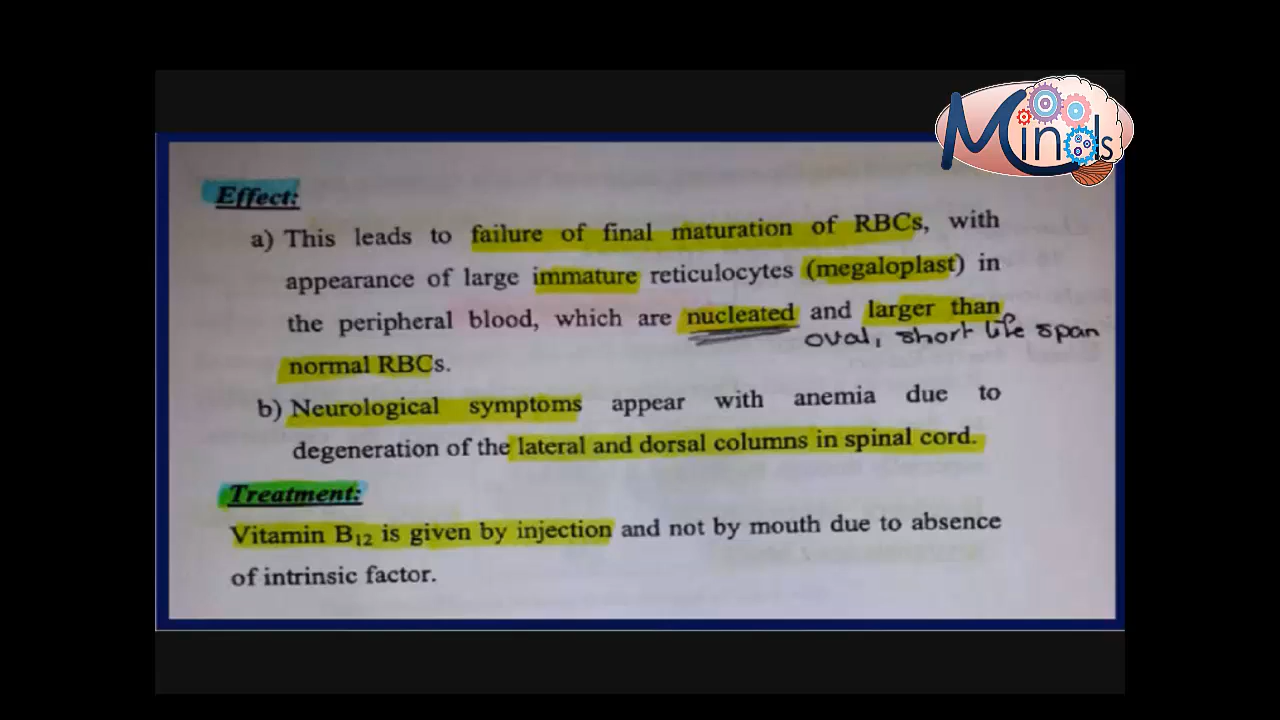 Minds
Effect:
a) This leads to failure of final maturation of RBCs, with
appearance of large immature reticulocytes (megaloplast) in
the peripheral blood, which are nucleated and larger than
oval, short life span
normal RBCs.
b) Neurological symptoms appear with anemia due to
degeneration of the lateral and dorsal columns in spinal cord.
Treatment:
Vitamin B₁₂ is given by injection and not by mouth due to absence
of intrinsic factor.